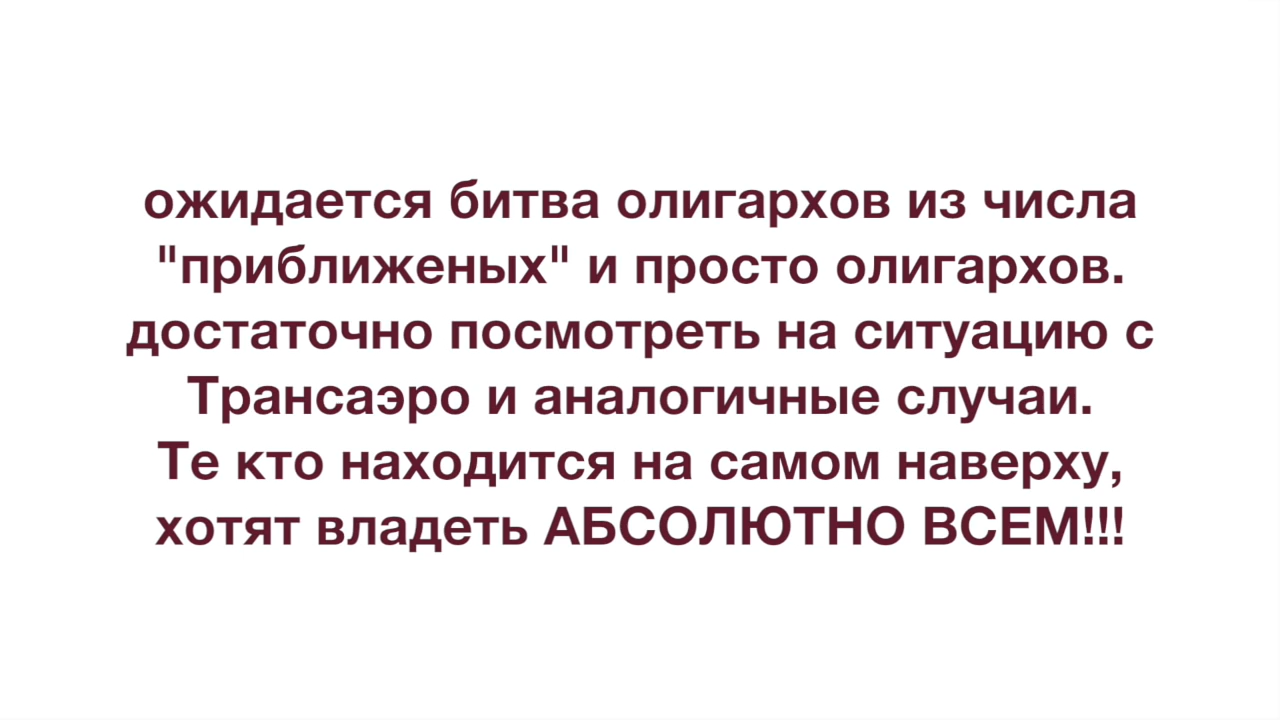 ожидается битва олигархов из числа
"приближеных" и просто олигархов.
достаточно посмотреть на ситуацию с
Трансаэро и аналогичные случаи.
Те кто находится на самом наверху,
хотят владеть АБСОЛЮТНО ВСЕМ!!!